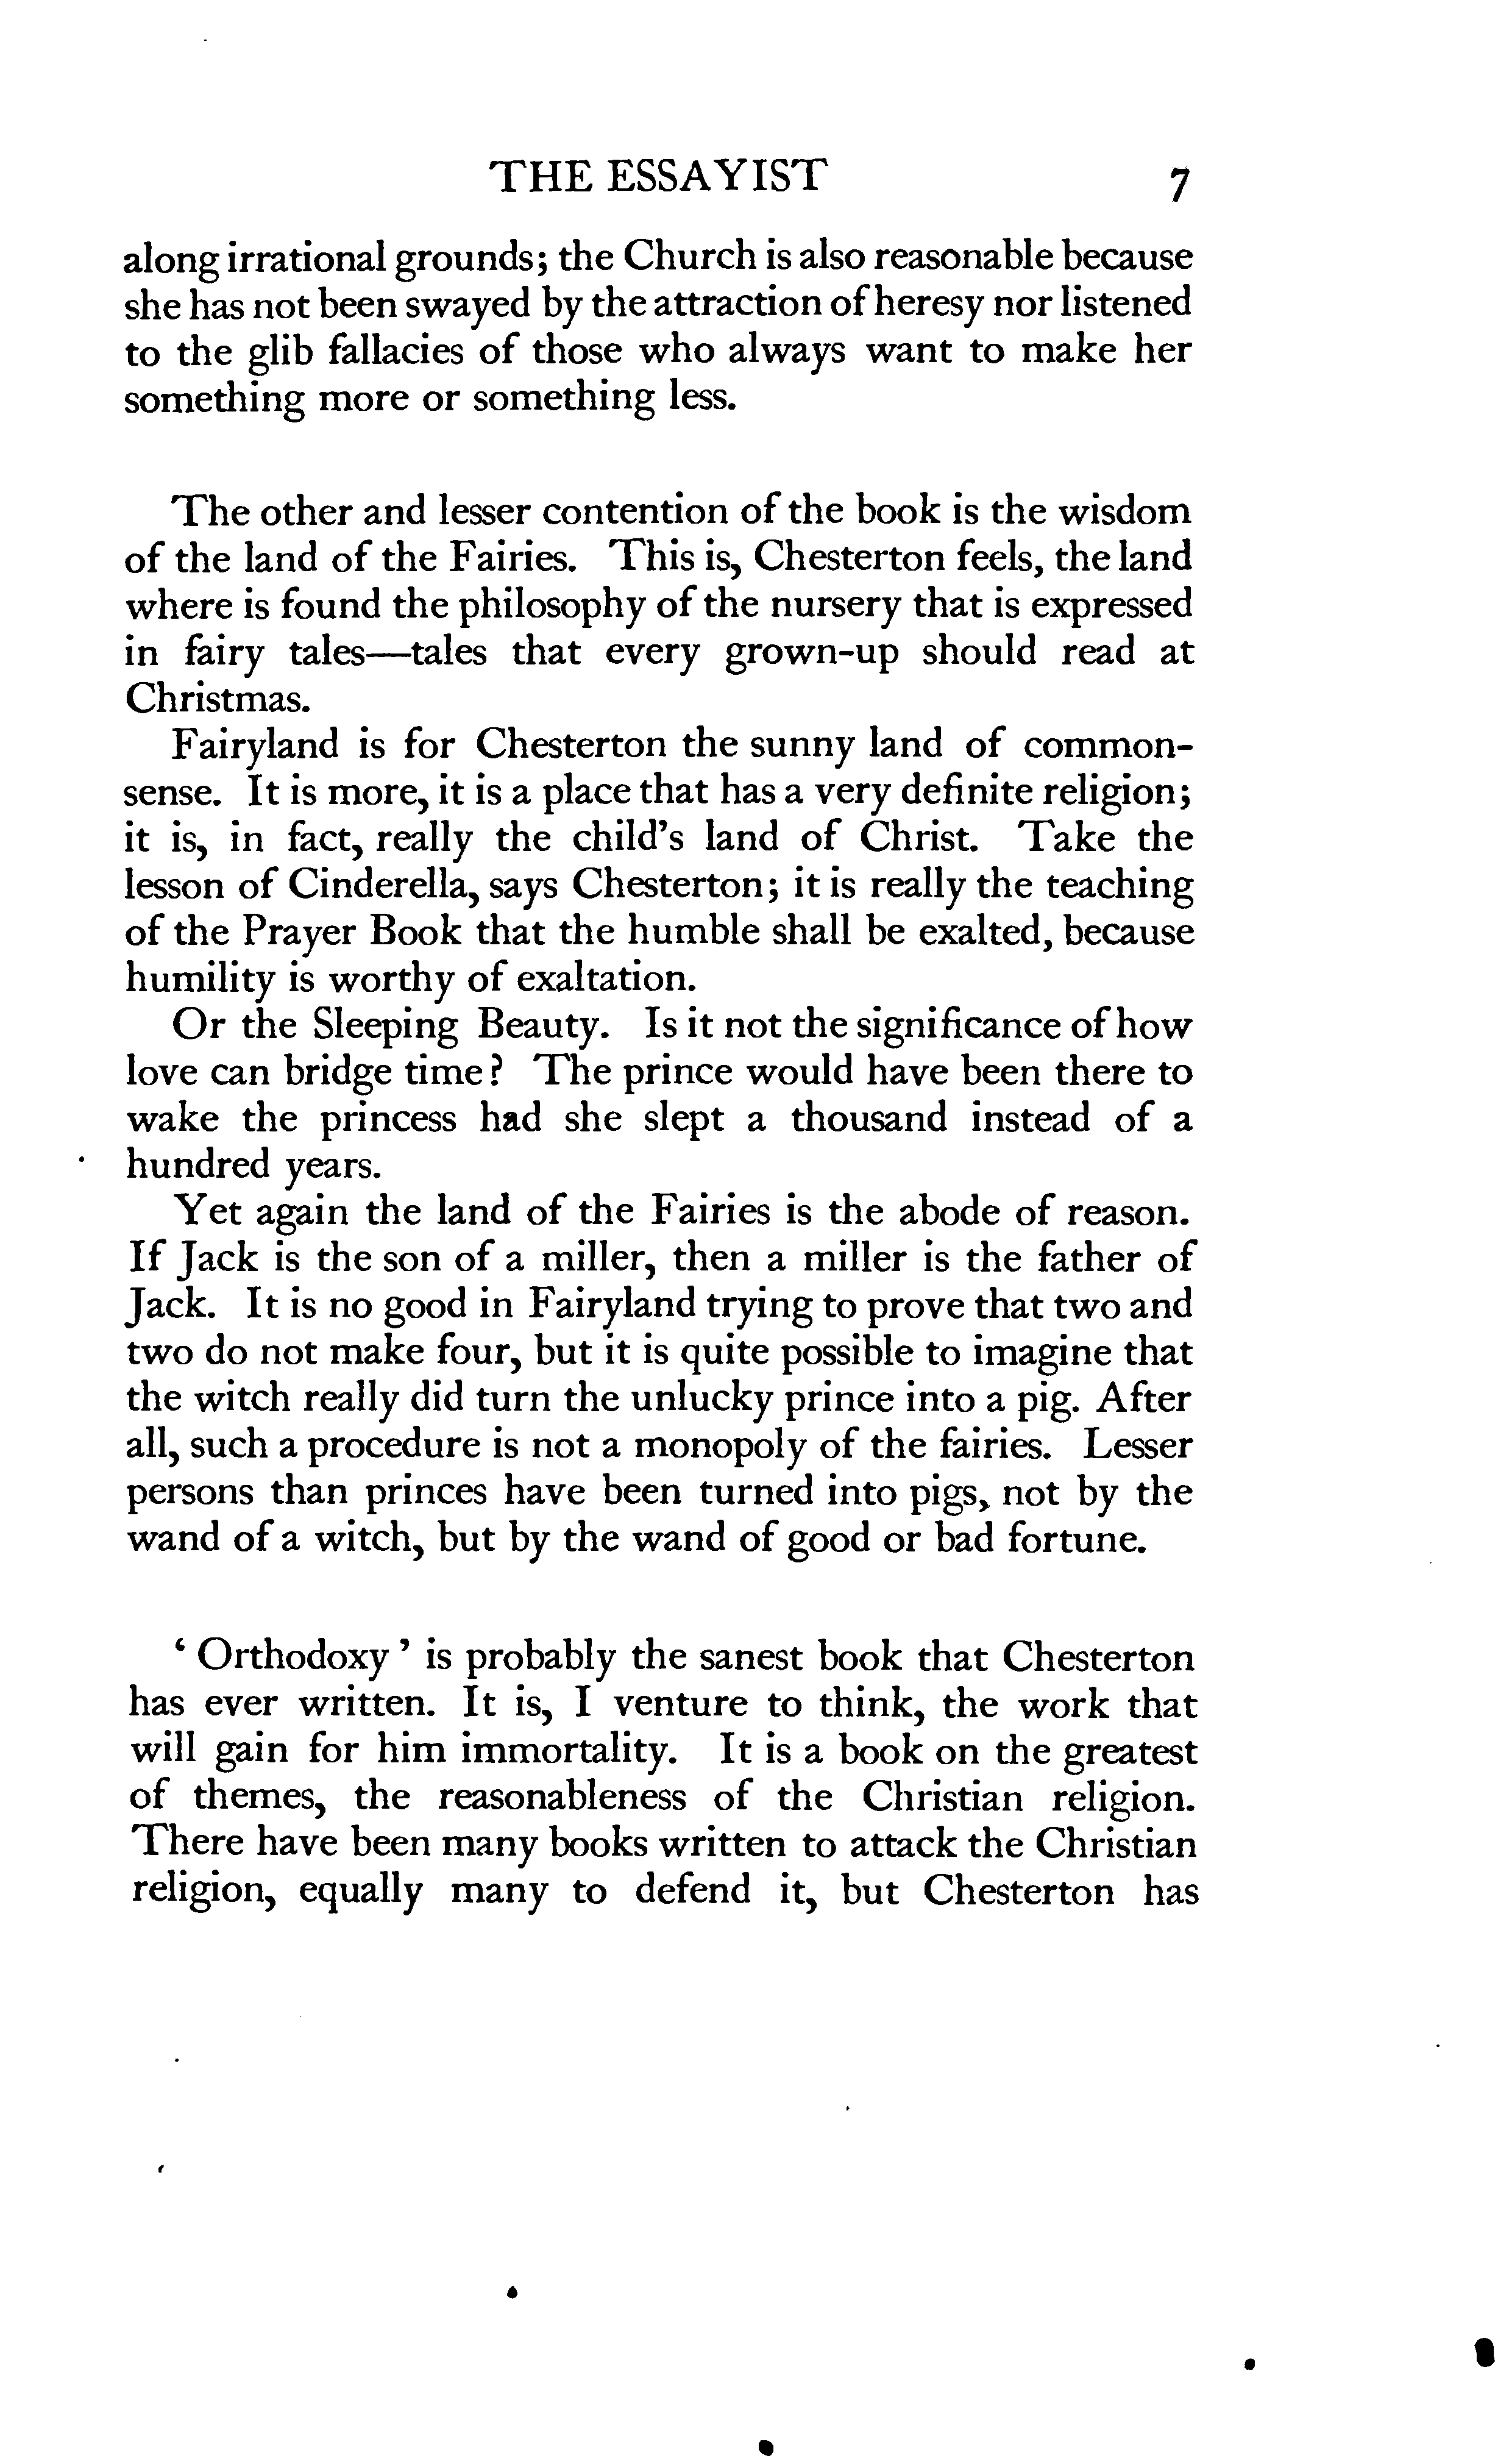 THE ESSAYIST 7
along irrational grounds; the Church is also reasonable because
she has not been swayed by the attraction of heresy nor listened
to the glib fallacies of those who always want to make her
something more or something less.
The other and lesser contention of the book is the wisdom
of the land of the Fairies. This is, Chesterton feels, the land
where is found the philosophy of the nursery that is expressed
in fairy tales—tales that every grown-up should read at
Christmas.
Fairyland is for Chesterton the sunny land of common-
sense. It is more, it is a place that has a very definite religion;
it is, in fact, really the child's land of Christ. Take the
lesson of Cinderella, says Chesterton; it is really the teaching
of the Prayer Book that the humble shall be exalted, because
humility is worthy of exaltation.
Or the Sleeping Beauty. Is it not the significance of how
love can bridge time? The prince would have been there to
wake the princess had she slept a thousand instead of a
hundred years.
Yet again the land of the Fairies is the abode of reason.
If Jack is the son of a miller, then a miller is the father of
Jack. It is no good in Fairyland trying to prove that two and
two do not make four, but it is quite possible to imagine that
the witch really did turn the unlucky prince into a pig. After
all, such a procedure is not a monopoly of the fairies. Lesser
persons than princes have been turned into pigs, not by the
wand of a witch, but by the wand of good or bad fortune.
‘ Orthodoxy ’ is probably the sanest book that Chesterton
has ever written. It is, I venture to think, the work that
will gain for him immortality. It is a book on the greatest
of themes, the reasonableness of the Christian religion.
There have been many books written to attack the Christian
religion, equally many to defend it, but Chesterton has